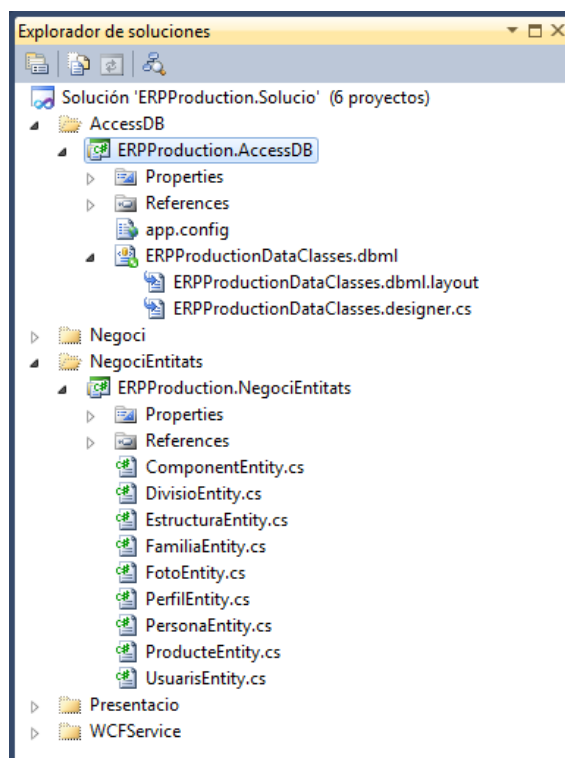 Explorador de soluciones
Solución 'ERPProduction.Solucio' (6 proyectos)
AccessDB
C# ERPProduction.AccessDB
Properties
References
app.config
ERPProductionDataClasses.dbml
ERPProductionDataClasses.dbml.layout
ERPProductionDataClasses.designer.cs
Negoci
NegociEntitats
C# ERPProduction.NegociEntitats
Properties
References
C# ComponentEntity.cs
C# DivisioEntity.cs
C# EstructuraEntity.cs
C# FamiliaEntity.cs
C# FotoEntity.cs
C# PerfilEntity.cs
C# PersonaEntity.cs
C# ProducteEntity.cs
C# UsuarisEntity.cs
Presentacio
WCFService